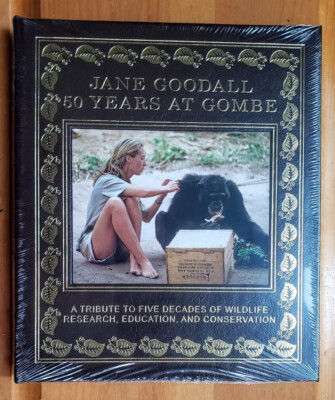 JANE GOODALL
50 YEARS AT GOMBE
A TRIBUTE TO FIVE DECADES OF WILDLIFE
RESEARCH, EDUCATION, AND CONSERVATION